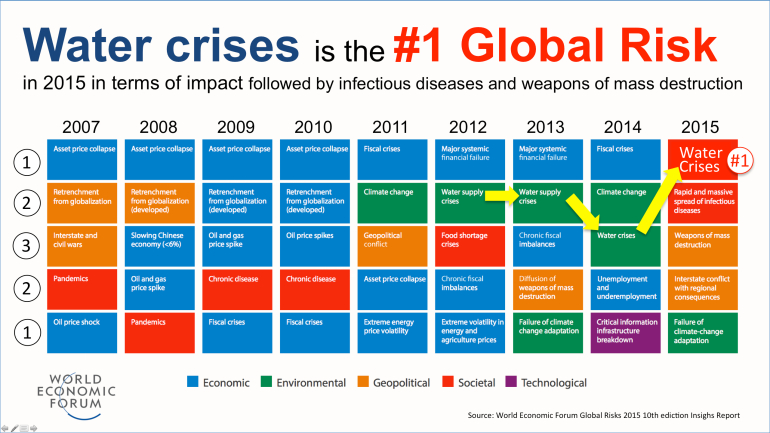 Water crises is the #1 Global Risk
in 2015 in terms of impact followed by infectious diseases and weapons of mass destruction
2007 2008 2009 2010 2011 2012 2013 2014 2015
1
Asset price collapse
Asset price collapse
Asset price collapse
Asset price collapse
Fiscal crises
Major systemic
financial failure
Major systemic
financial failure
Fiscal crises
Water
Crises
#1
2
Retrenchment
from globalization
Retrenchment
from globalization
(developed)
Retrenchment
from globalization
(developed)
Retrenchment
from globalization
(developed)
Climate change
Water supply
crises
Water supply
crises
Climate change
Rapid and massive
spread of infectious
diseases
3
Interstate and
civil wars
Slowing Chinese
economy (<6%)
Oil and gas
price spike
Oil price spikes
Geopolitical
conflict
Food shortage
crises
Chronic fiscal
imbalances
Water crises
Weapons of mass
destruction
2
Pandemics
Oil and gas
price spike
Chronic disease
Chronic disease
Asset price collapse
Chronic fiscal
imbalances
Diffusion of
weapons of mass
destruction
Unemployment
and
underemployment
Interstate conflict
with regional
consequences
1
Oil price shock
Pandemics
Fiscal crises
Fiscal crises
Extreme energy
price volatility
Extreme volatility in
energy and
agriculture prices
Failure of climate
change adaptation
Critical information
infrastructure
breakdown
Failure of
climate-change
adaptation
WORLD
ECONOMIC
FORUM
Economic Environmental Geopolitical Societal Technological
Source: World Economic Forum Global Risks 2015 10th ediction Insighs Report